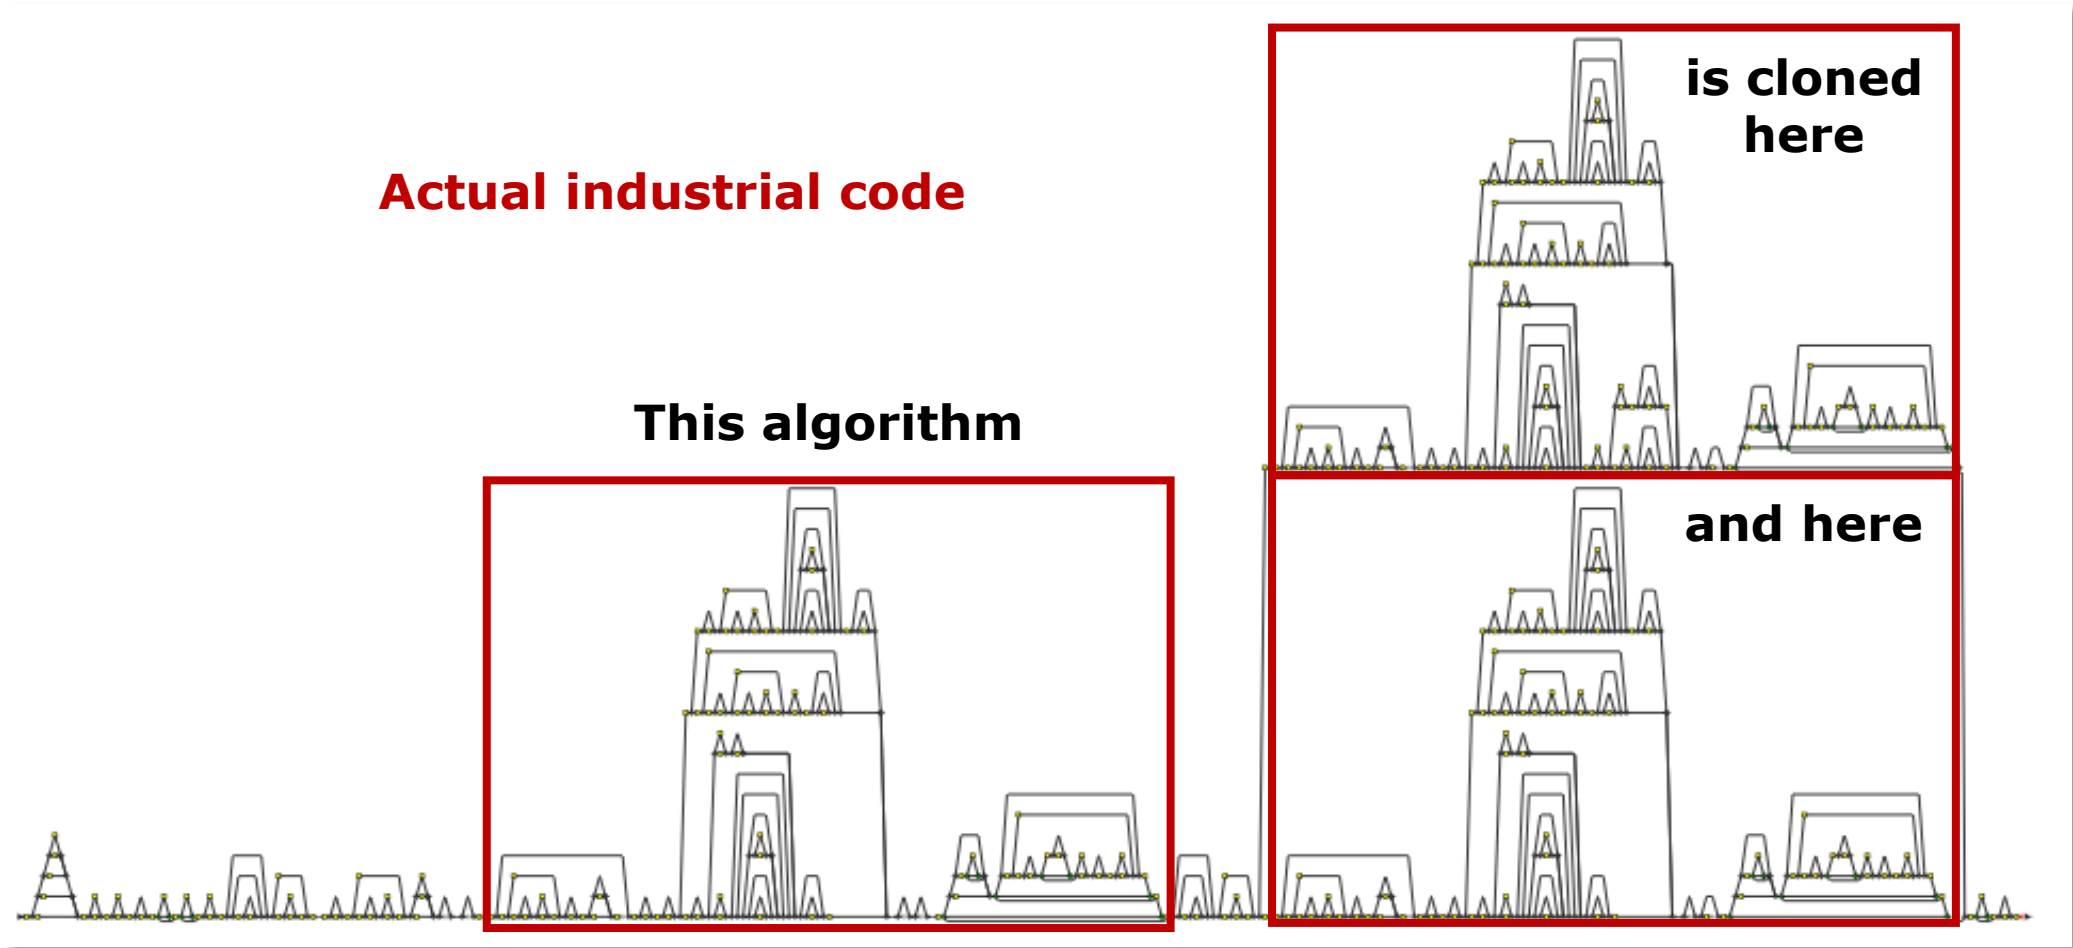 Actual industrial code
This algorithm
is cloned
here
and here